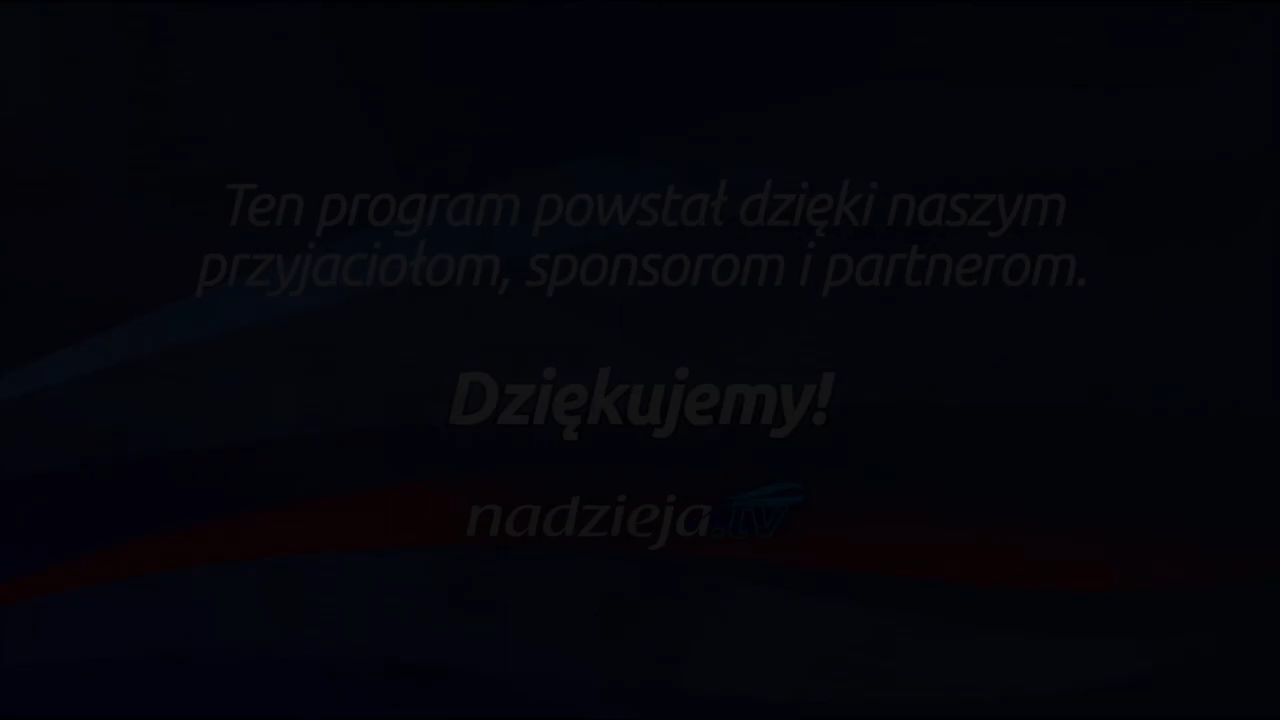 Ten program powstał dzięki naszym
przyjaciołom, sponsorom i partnerom.
Dziękujemy!
nadzieja.tv